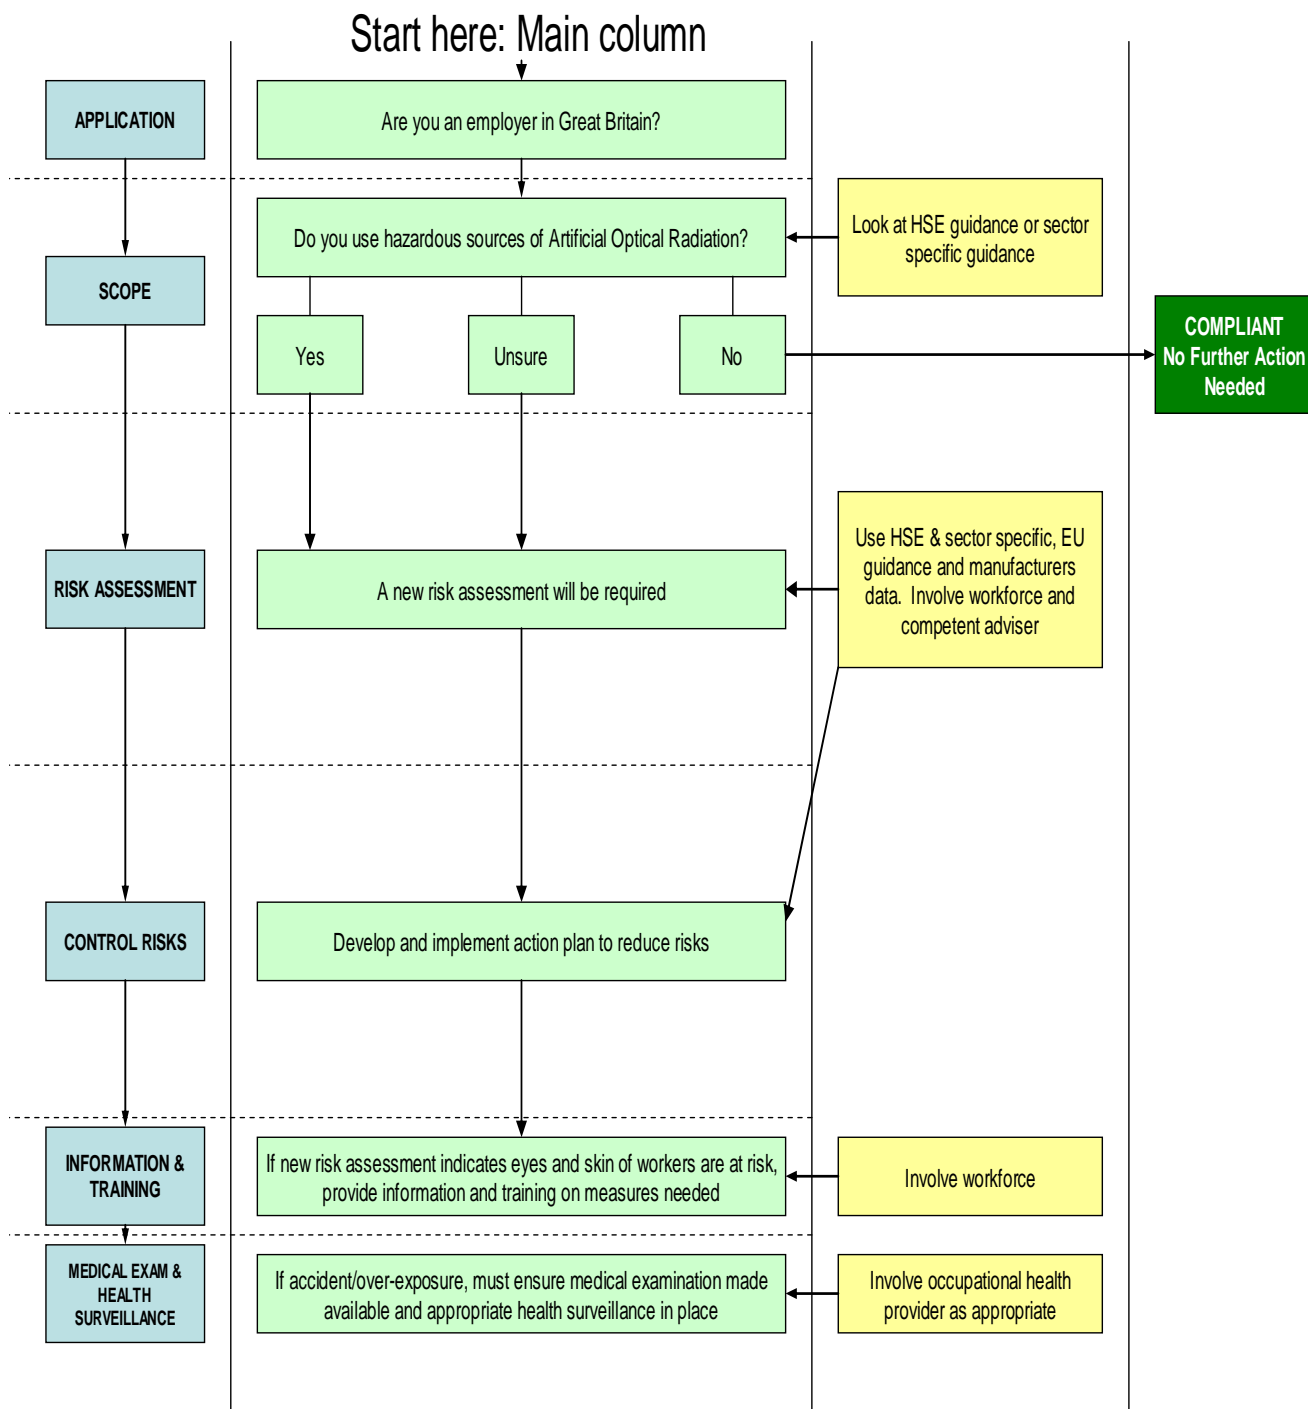 Start here: Main column
APPLICATION
Are you an employer in Great Britain?
Do you use hazardous sources of Artificial Optical Radiation?
Look at HSE guidance or sector
specific guidance
SCOPE
Yes
Unsure
No
COMPLIANT
No Further Action
Needed
RISK ASSESSMENT
A new risk assessment will be required
Use HSE & sector specific, EU
guidance and manufacturers
data.  Involve workforce and
competent adviser
CONTROL RISKS
Develop and implement action plan to reduce risks
INFORMATION &
TRAINING
If new risk assessment indicates eyes and skin of workers are at risk,
provide information and training on measures needed
Involve workforce
MEDICAL EXAM &
HEALTH
SURVEILLANCE
If accident/over-exposure, must ensure medical examination made
available and appropriate health surveillance in place
Involve occupational health
provider as appropriate